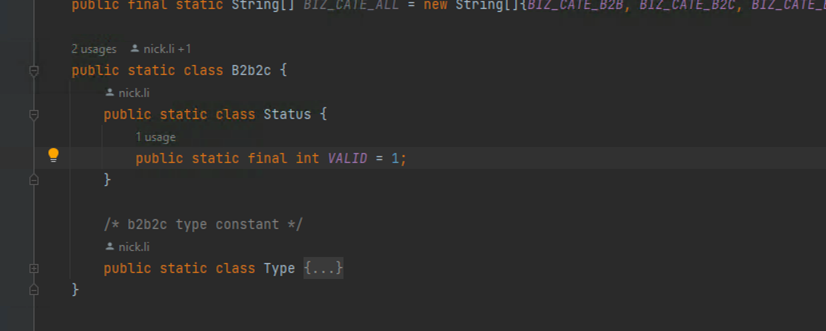 public final static String[] BIZ_CATE_ALL = new String[]{BIZ_CATE_B2B, BIZ_CATE_B2C, BIZ_CATE_
2 usages nick.li +1
public static class B2b2c {
nick.li
public static class Status {
1 usage
public static final int VALID = 1;
}
/* b2b2c type constant */
nick.li
public static class Type {...}
}